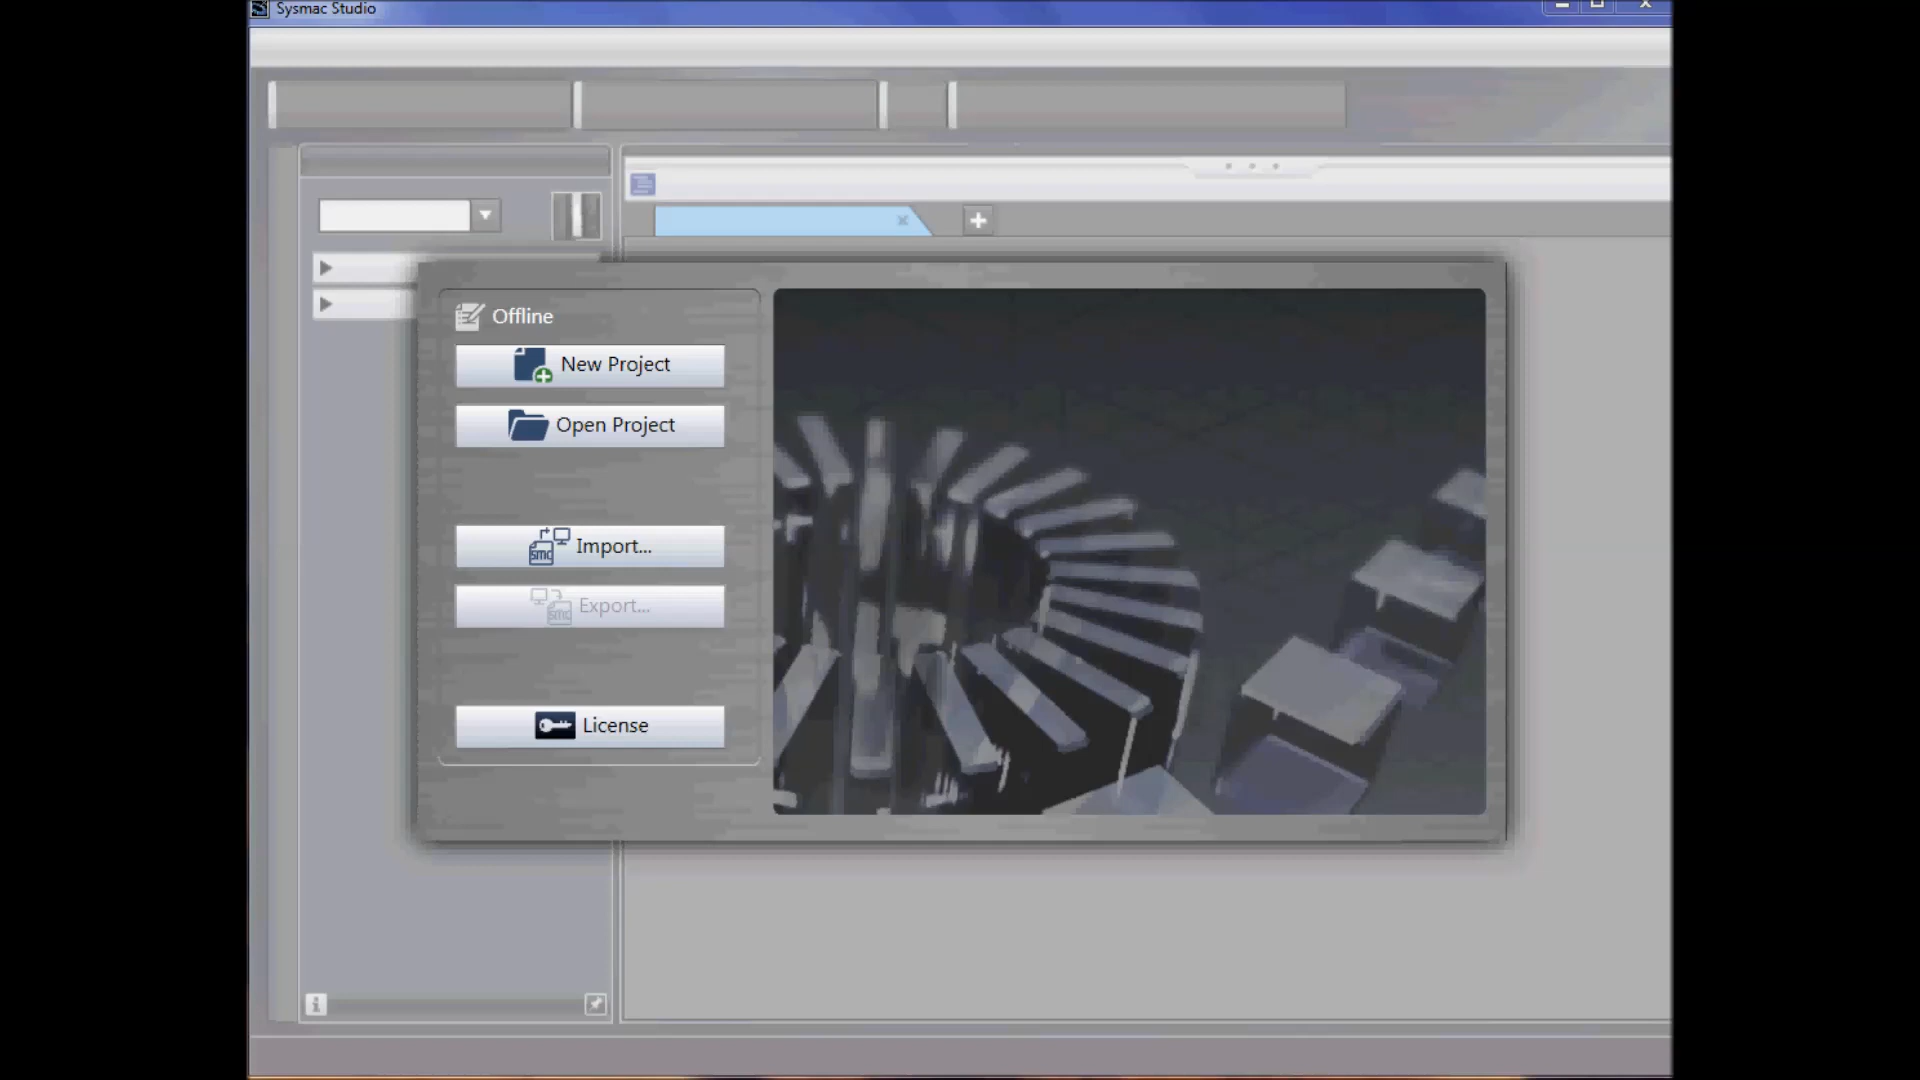 Sysmac Studio
Offline
New Project
Open Project
Import...
Export...
License